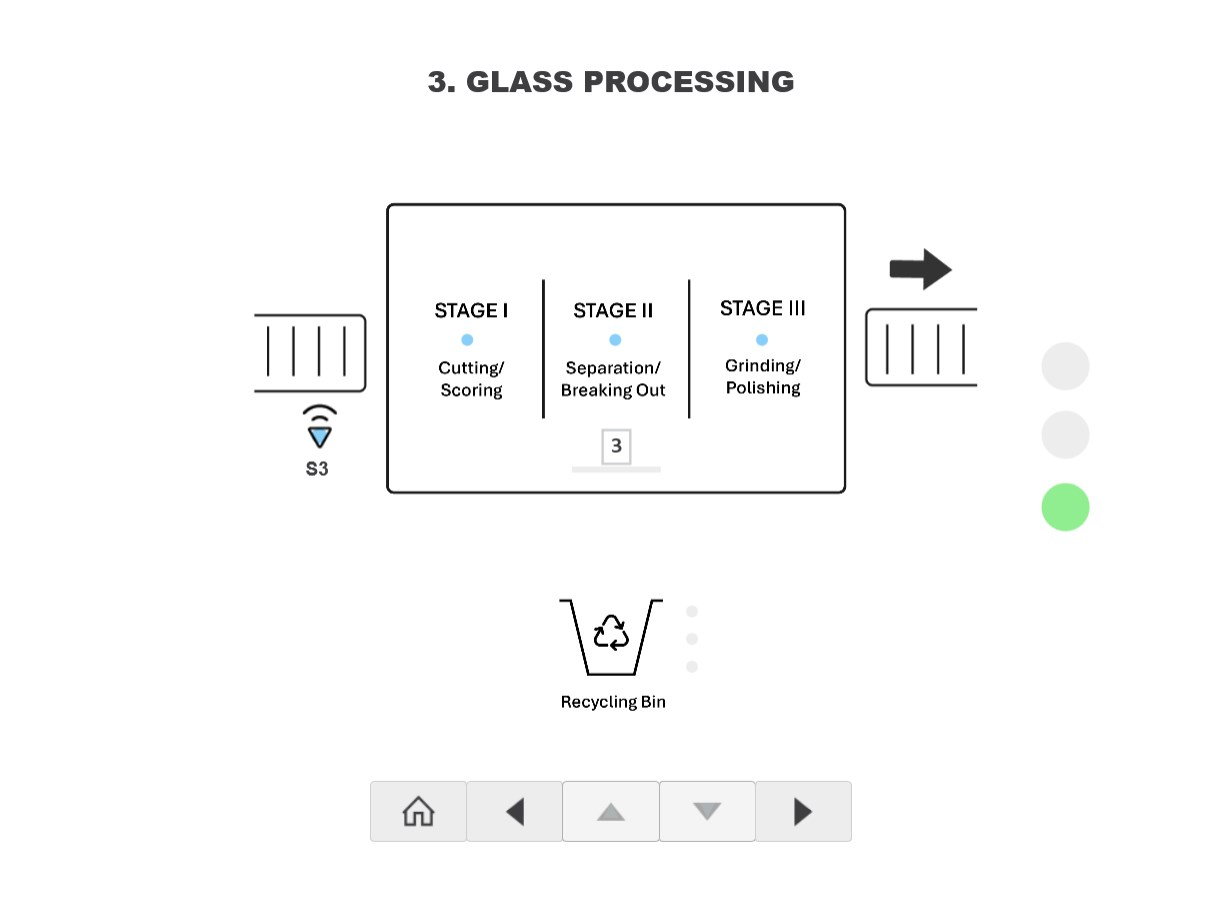 3. GLASS PROCESSING
STAGE I
Cutting/
Scoring
STAGE II
Separation/
Breaking Out
STAGE III
Grinding/
Polishing
3
S3
Recycling Bin